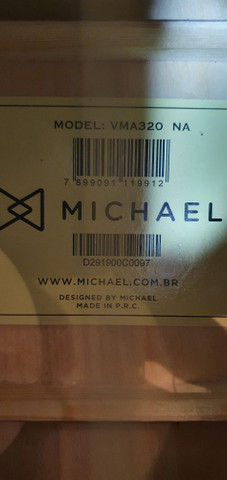 MODEL: VMA320 NA
7 899091 119912
MICHAEL
D291900C0097
WWW.MICHAEL.COM.BR
DESIGNED BY MICHAEL
MADE IN P.R.C.